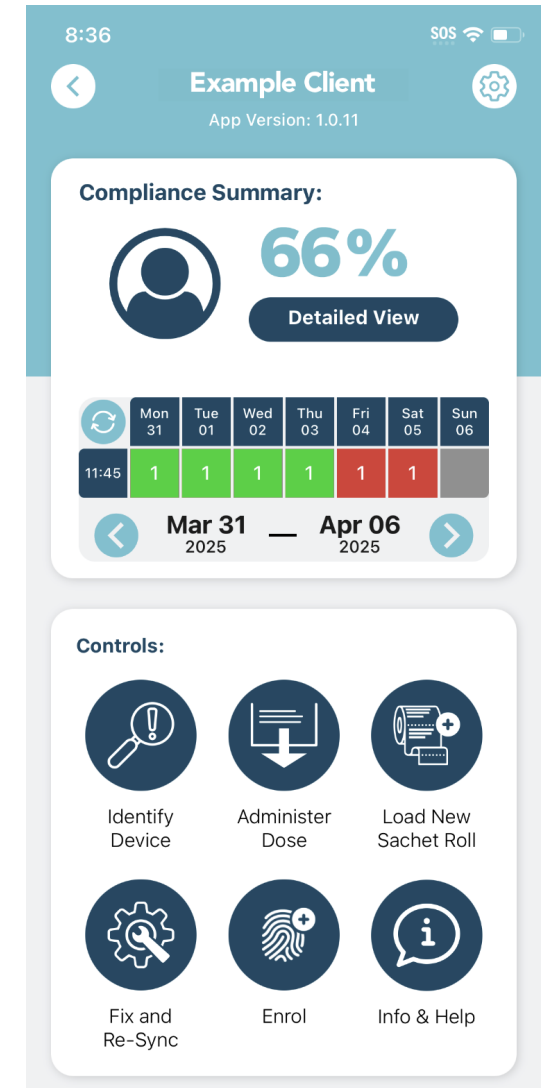 8:36 SOS
Example Client
App Version: 1.0.11
Compliance Summary:
66%
Detailed View
Mon Tue Wed Thu Fri Sat Sun
31 01 02 03 04 05 06
11:45 1 1 1 1 1 1
Mar 31 — Apr 06
2025 2025
Controls:
Identify Administer Load New
Device Dose Sachet Roll
Fix and Enrol Info & Help
Re-Sync